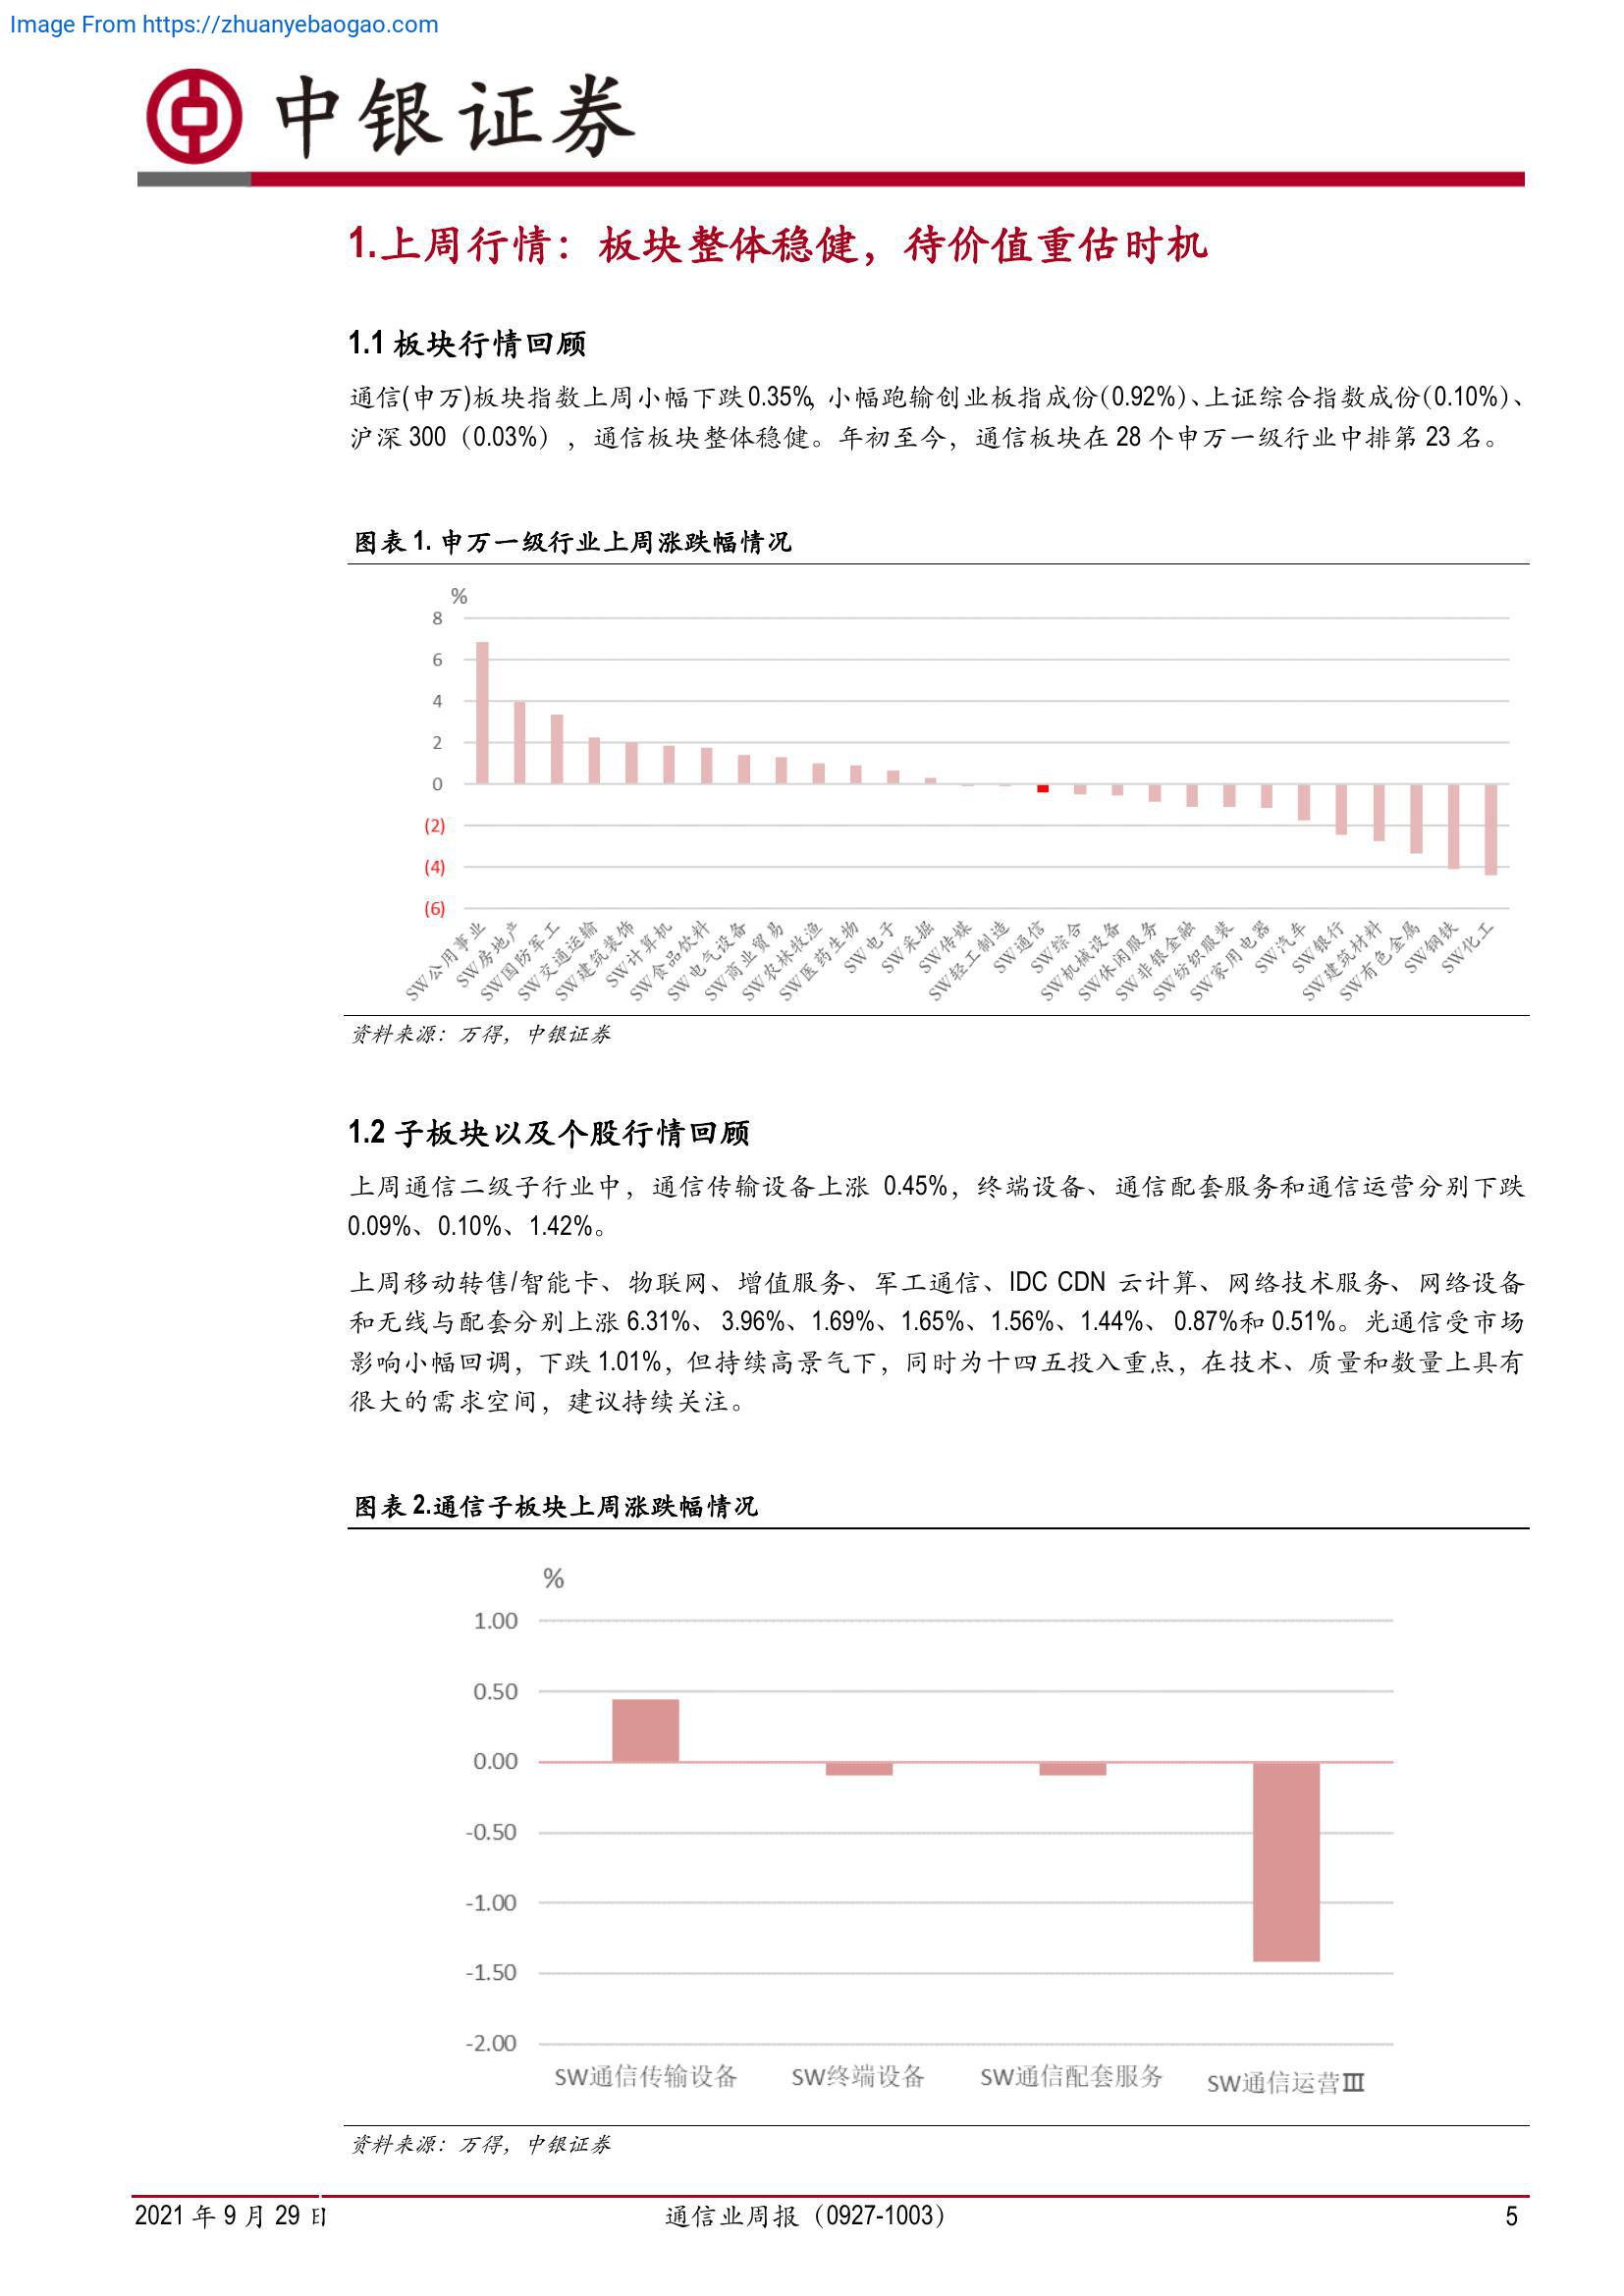 Image From https://zhuanyebaogao.com
中银证券
1.上周行情：板块整体稳健，待价值重估时机
1.1 板块行情回顾
通信(申万)板块指数上周小幅下跌 0.35%，小幅跑输创业板指成份（0.92%）、上证综合指数成份（0.10%）、
沪深 300（0.03%），通信板块整体稳健。年初至今，通信板块在 28 个申万一级行业中排第 23 名。
图表 1. 申万一级行业上周涨跌幅情况
%
8
6
4
2
0
(2)
(4)
(6)
SW公用事业
SW房地产
SW国防军工
SW交通运输
SW建筑装饰
SW计算机
SW食品饮料
SW电气设备
SW商业贸易
SW农林牧渔
SW医药生物
SW电子
SW采掘
SW传媒
SW轻工制造
SW通信
SW综合
SW机械设备
SW休闲服务
SW非银金融
SW纺织服装
SW家用电器
SW汽车
SW银行
SW建筑材料
SW有色金属
SW钢铁
SW化工
资料来源：万得，中银证券
1.2 子板块以及个股行情回顾
上周通信二级子行业中，通信传输设备上涨 0.45%，终端设备、通信配套服务和通信运营分别下跌
0.09%、0.10%、1.42%。
上周移动转售/智能卡、物联网、增值服务、军工通信、IDC CDN 云计算、网络技术服务、网络设备
和无线与配套分别上涨 6.31%、 3.96%、1.69%、1.65%、1.56%、1.44%、 0.87%和 0.51%。光通信受市场
影响小幅回调，下跌 1.01%，但持续高景气下，同时为十四五投入重点，在技术、质量和数量上具有
很大的需求空间，建议持续关注。
图表 2.通信子板块上周涨跌幅情况
%
1.00
0.50
0.00
-0.50
-1.00
-1.50
-2.00
SW通信传输设备
SW终端设备
SW通信配套服务
SW通信运营Ⅲ
资料来源：万得，中银证券
2021 年 9 月 29 日
通信业周报（0927-1003）
5